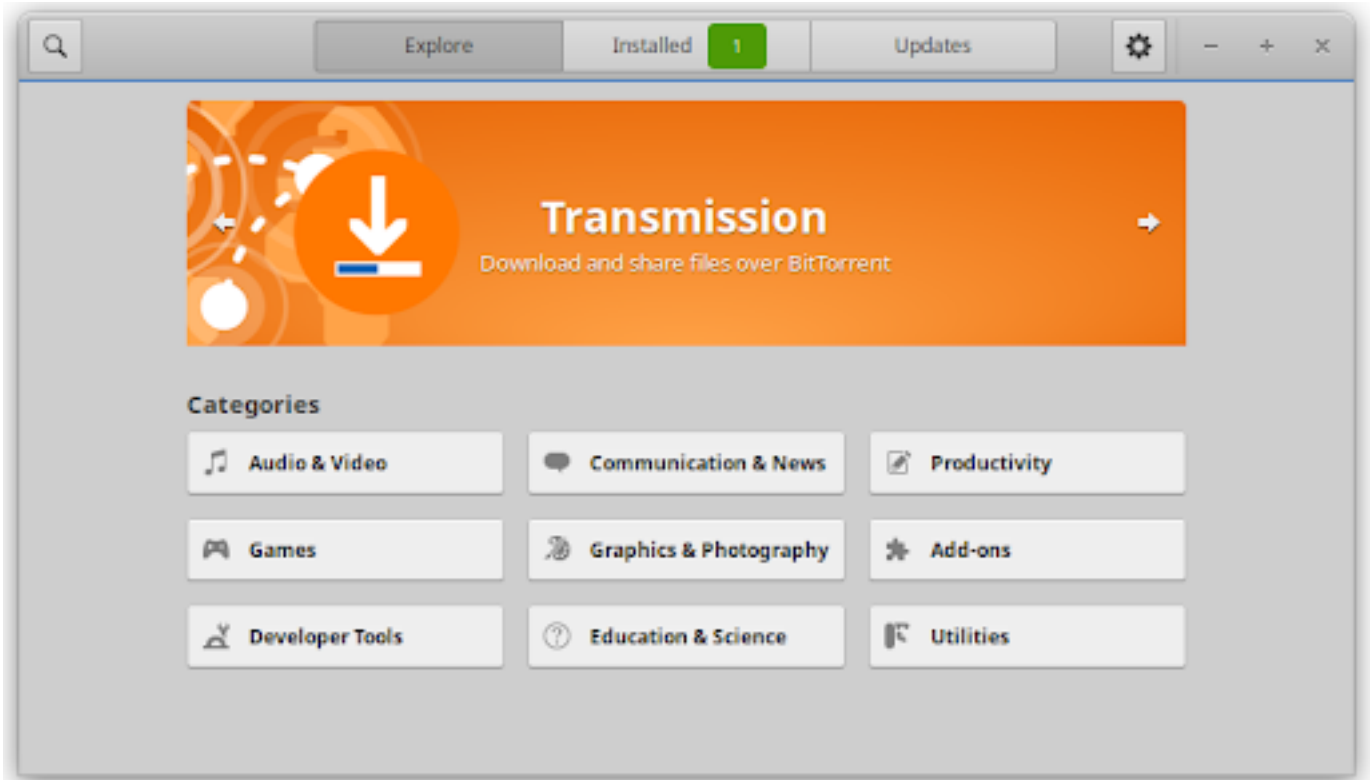 Explore
Installed 1
Updates
Transmission
Download and share files over BitTorrent
Categories
Audio & Video
Communication & News
Productivity
Games
Graphics & Photography
Add-ons
Developer Tools
Education & Science
Utilities